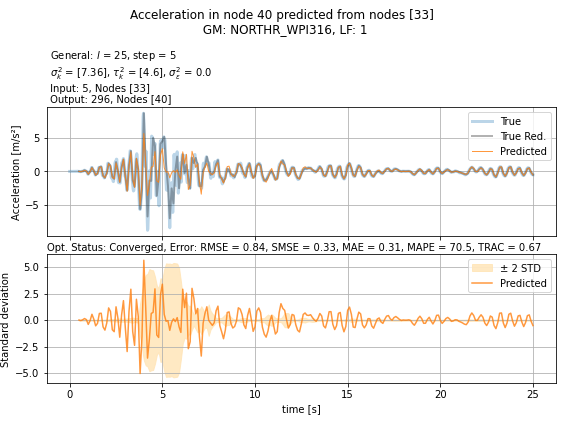 Acceleration in node 40 predicted from nodes [33]
GM: NORTHR_WPI316, LF: 1
General: l = 25, step = 5
σ²ₖ = [7.36], τ²ₖ = [4.6], σ²ε = 0.0
Input: 5, Nodes [33]
Output: 296, Nodes [40]
True
True Red.
Predicted
Acceleration [m/s²]
5
0
−5
Opt. Status: Converged, Error: RMSE = 0.84, SMSE = 0.33, MAE = 0.31, MAPE = 70.5, TRAC = 0.67
± 2 STD
Predicted
Standard deviation
5.0
2.5
0.0
−2.5
−5.0
0 5 10 15 20 25
time [s]